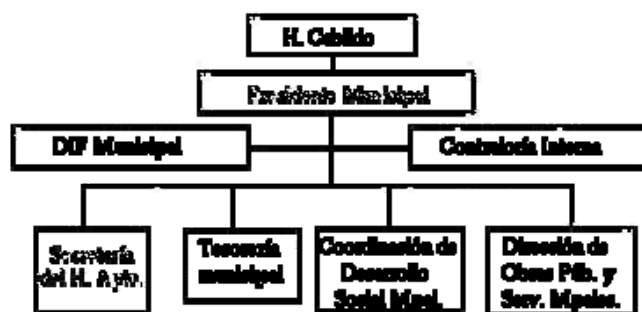 H. Cabildo
Presidente Municipal
DIF Municipal
Contraloría Interna
Secretaría
del H. Ayto.
Tesorería
municipal
Coordinación de
Desarrollo
Social Mpal.
Dirección de
Obras Púb. y
Serv. Mpales.